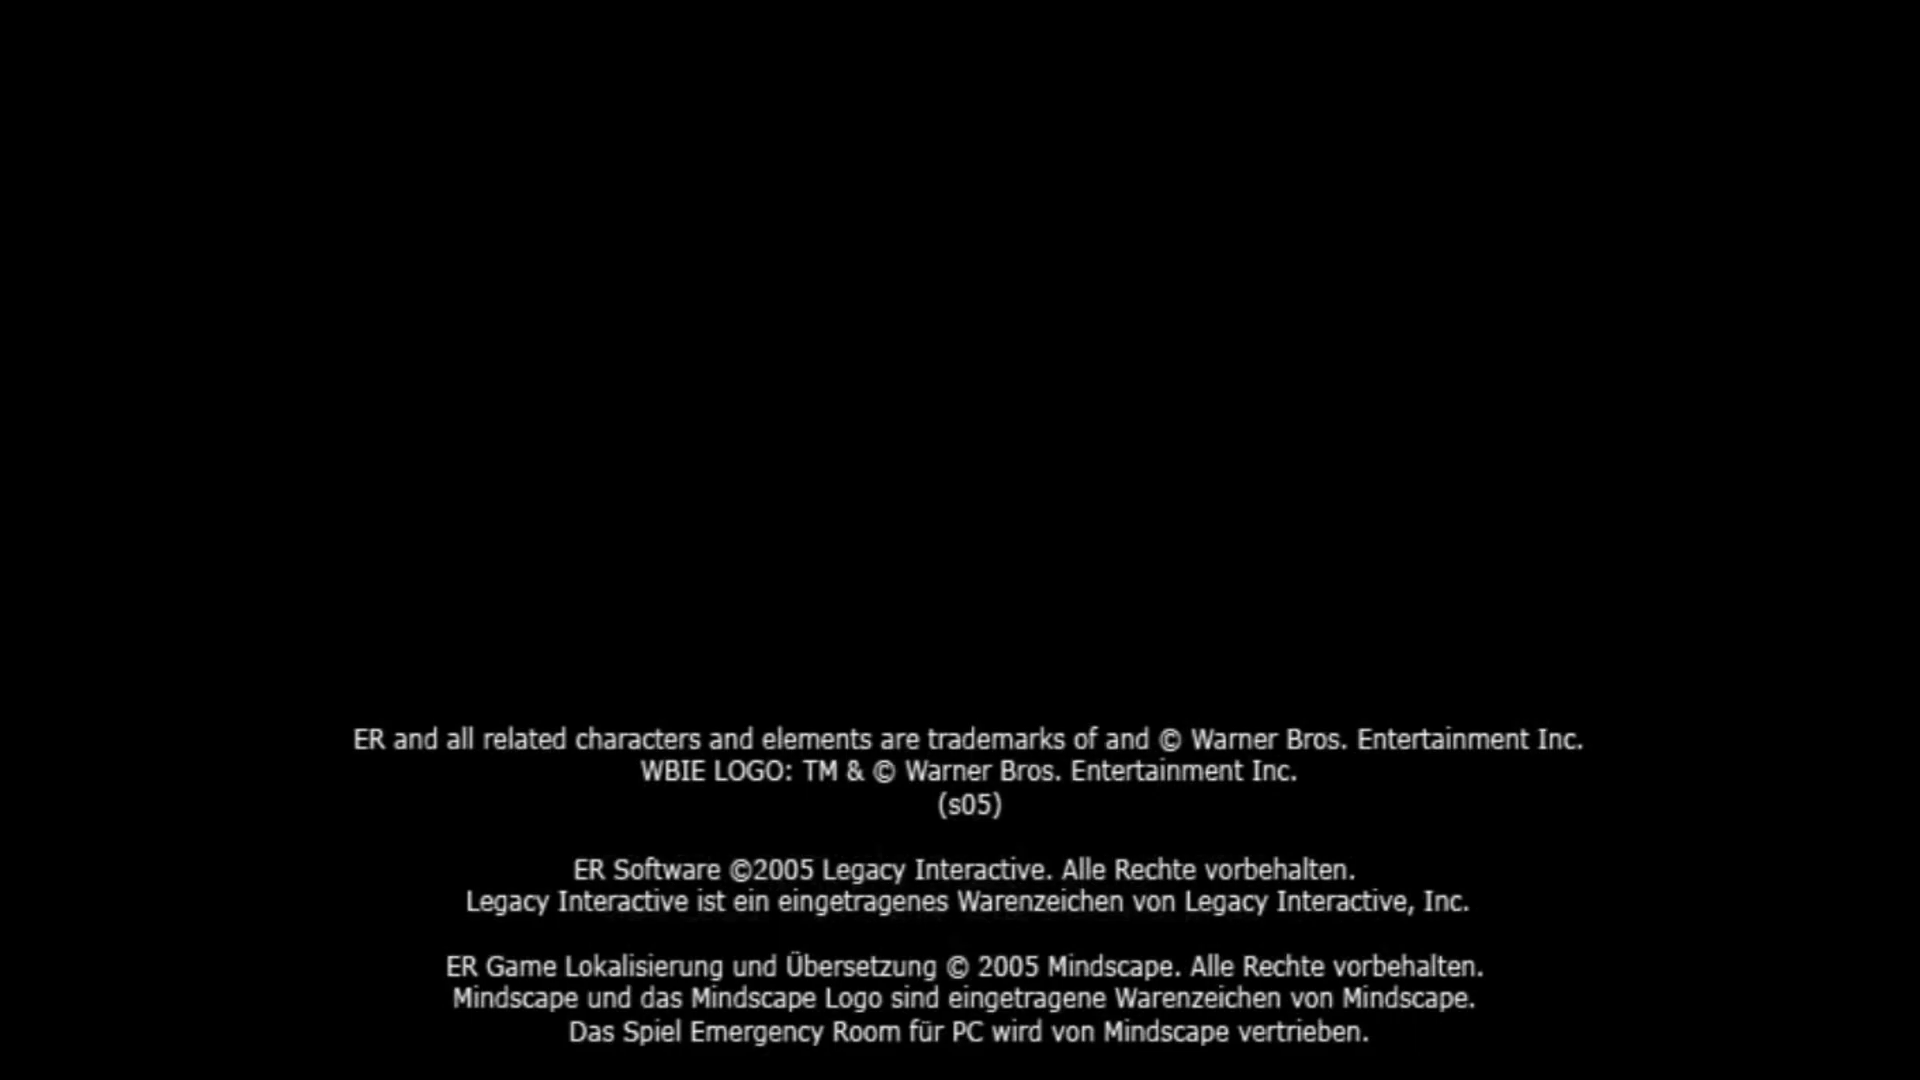 ER and all related characters and elements are trademarks of and © Warner Bros. Entertainment Inc.
WBIE LOGO: TM & © Warner Bros. Entertainment Inc.
(s05)
ER Software ©2005 Legacy Interactive. Alle Rechte vorbehalten.
Legacy Interactive ist ein eingetragenes Warenzeichen von Legacy Interactive, Inc.
ER Game Lokalisierung und Übersetzung © 2005 Mindscape. Alle Rechte vorbehalten.
Mindscape und das Mindscape Logo sind eingetragene Warenzeichen von Mindscape.
Das Spiel Emergency Room für PC wird von Mindscape vertrieben.